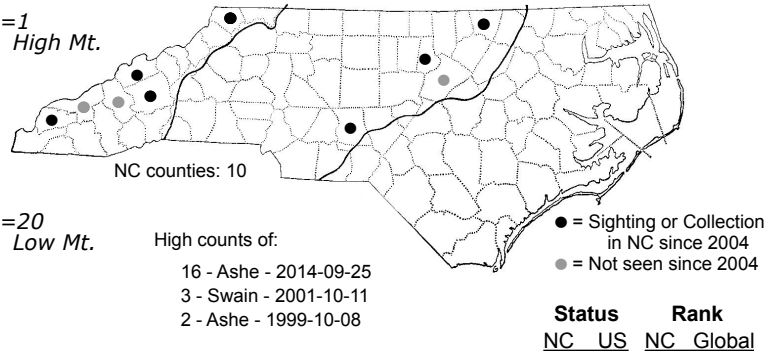 =1
High Mt.
NC counties: 10
=20
Low Mt.
High counts of:
16 - Ashe - 2014-09-25
3 - Swain - 2001-10-11
2 - Ashe - 1999-10-08
= Sighting or Collection
in NC since 2004
= Not seen since 2004
Status Rank
NC US NC Global